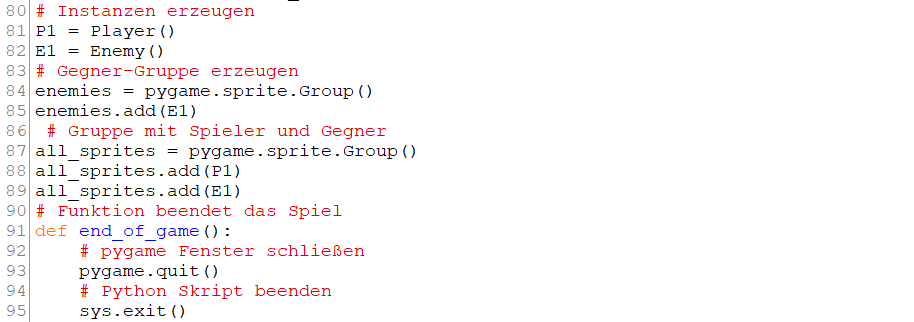 80 # Instanzen erzeugen
81 P1 = Player()
82 E1 = Enemy()
83 # Gegner-Gruppe erzeugen
84 enemies = pygame.sprite.Group()
85 enemies.add(E1)
86  # Gruppe mit Spieler und Gegner
87 all_sprites = pygame.sprite.Group()
88 all_sprites.add(P1)
89 all_sprites.add(E1)
90 # Funktion beendet das Spiel
91 def end_of_game():
92     # pygame Fenster schließen
93     pygame.quit()
94     # Python Skript beenden
95     sys.exit()